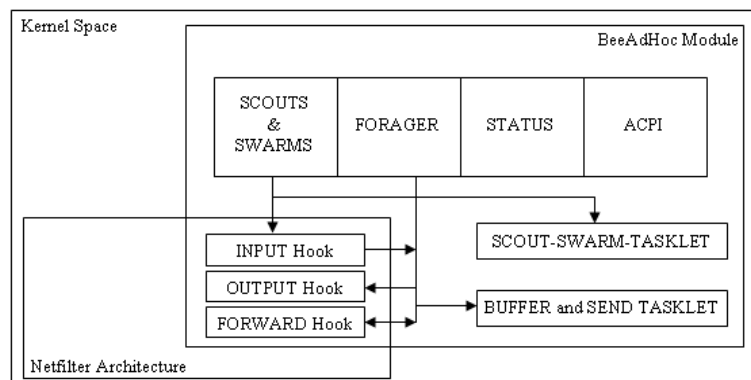 Kernel Space
BeeAdHoc Module
SCOUTS
&
SWARMS
FORAGER
STATUS
ACPI
INPUT Hook
SCOUT-SWARM-TASKLET
OUTPUT Hook
BUFFER and SEND TASKLET
FORWARD Hook
Netfilter Architecture